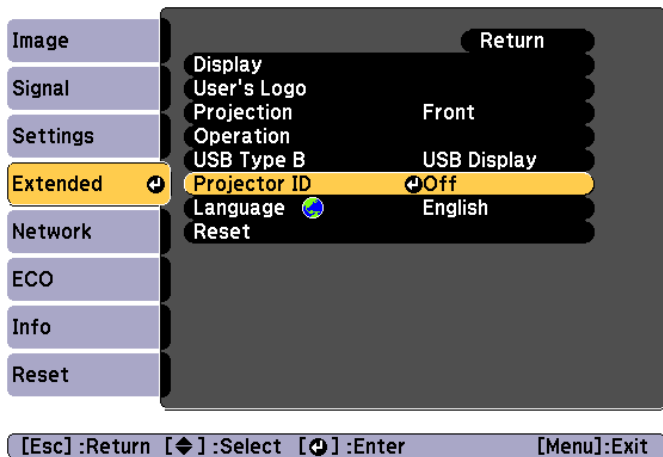 Image
Signal
Settings
Extended
Network
ECO
Info
Reset
Return
Display
User's Logo
Projection Front
Operation
USB Type B USB Display
Projector ID Off
Language English
Reset
[Esc] :Return [ ] :Select [ ] :Enter [Menu]:Exit